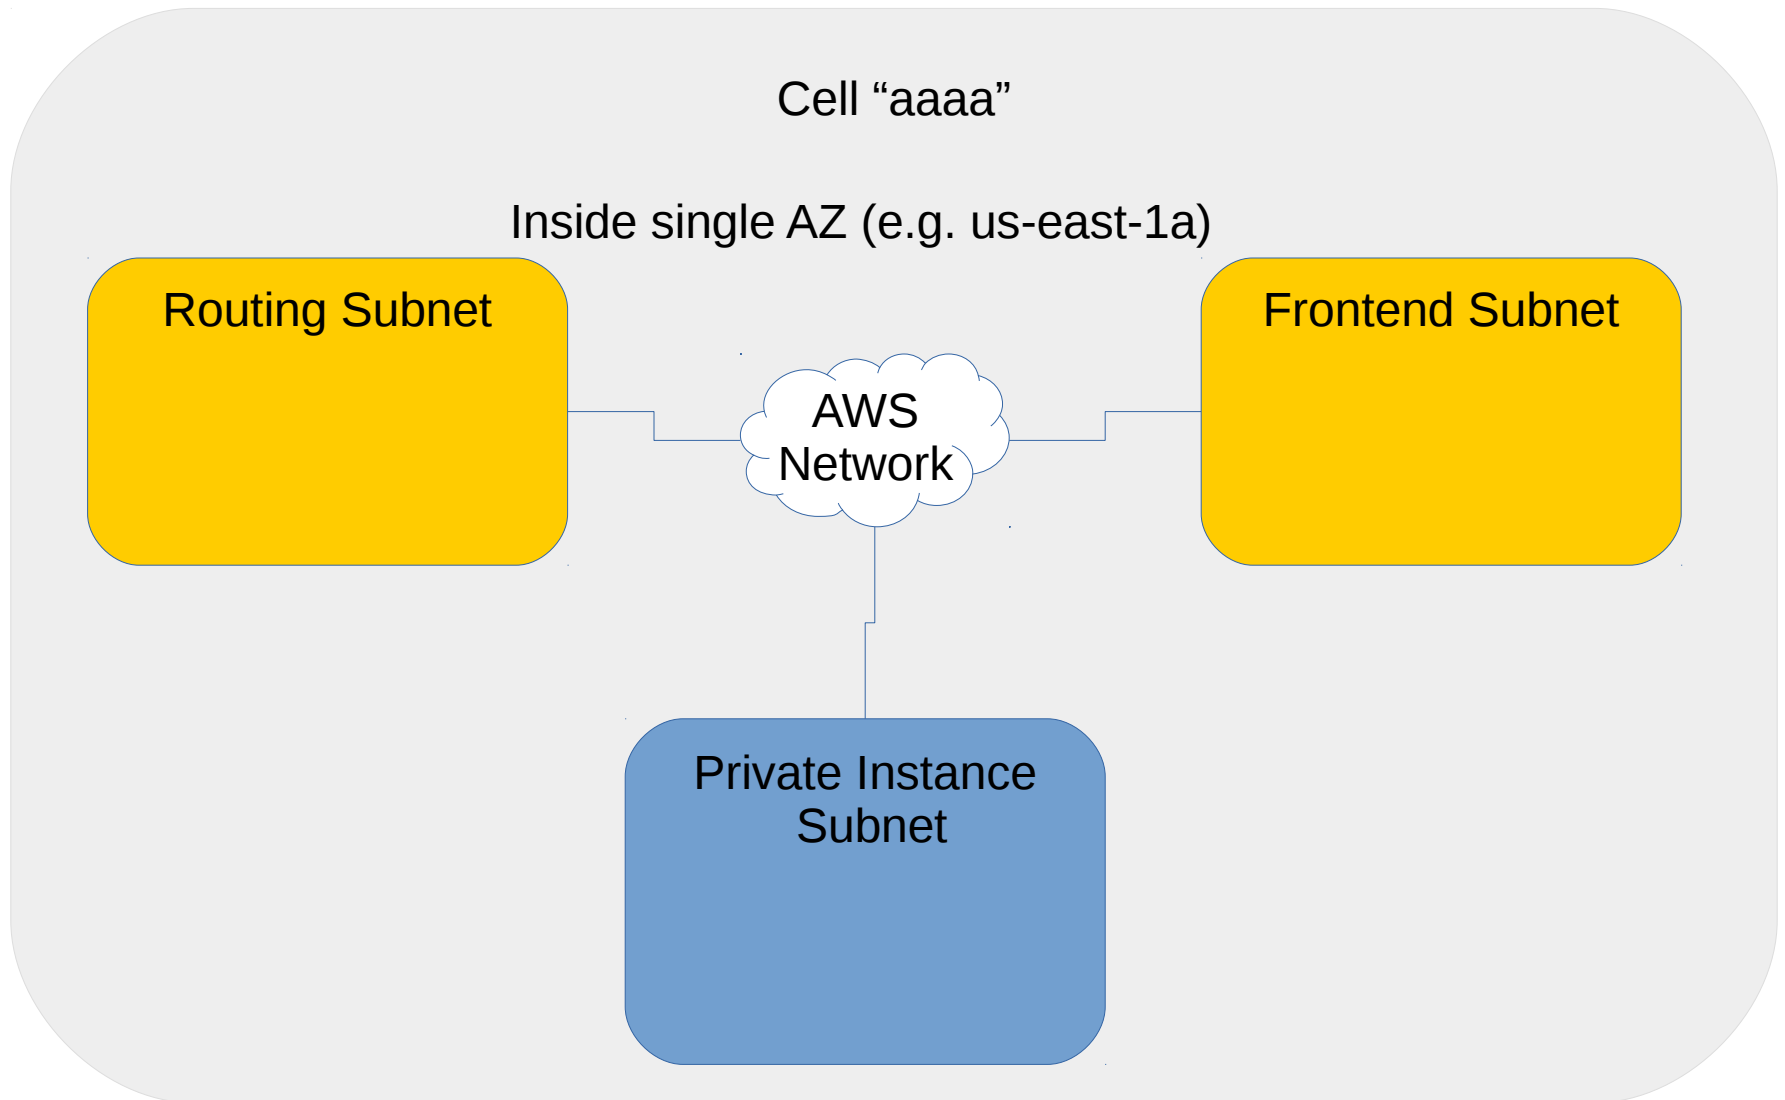 Cell “aaaa”
Inside single AZ (e.g. us-east-1a)
Routing Subnet
Frontend Subnet
AWS
Network
Private Instance
Subnet